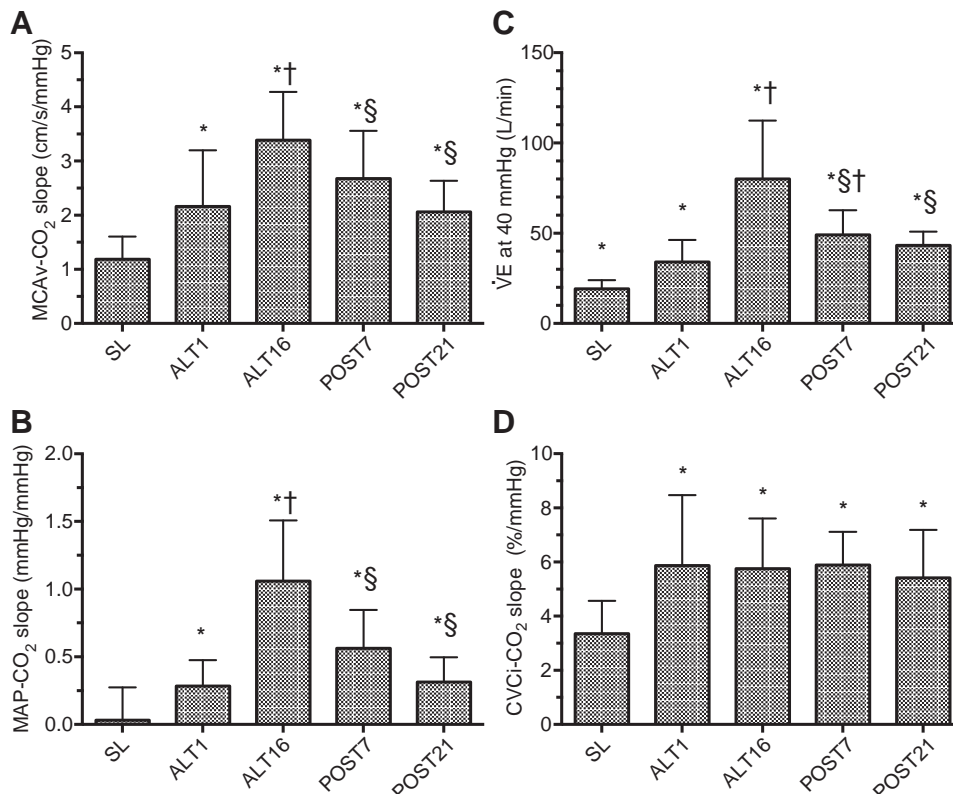 A
MCAv-CO2 slope (cm/s/mmHg)
5
4
3
2
1
0
*
*†
*§
*§
SL
ALT1
ALT16
POST7
POST21
C
V̇E at 40 mmHg (L/min)
150
100
50
0
*
*
*†
*§†
*§
SL
ALT1
ALT16
POST7
POST21
B
MAP-CO2 slope (mmHg/mmHg)
2.0
1.5
1.0
0.5
0.0
*
*†
*§
*§
SL
ALT1
ALT16
POST7
POST21
D
CVCi-CO2 slope (%/mmHg)
10
8
6
4
2
0
*
*
*
*
SL
ALT1
ALT16
POST7
POST21